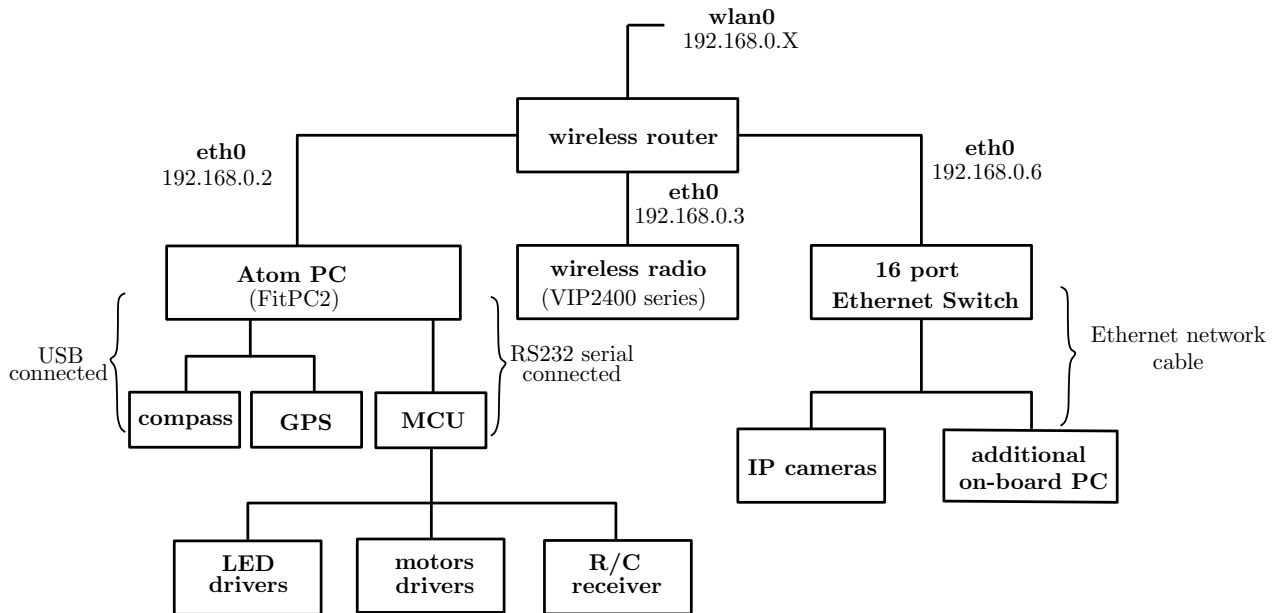 wlan0
192.168.0.X
wireless router
eth0
192.168.0.2
eth0
192.168.0.3
eth0
192.168.0.6
Atom PC
(FitPC2)
wireless radio
(VIP2400 series)
16 port
Ethernet Switch
USB
connected
RS232 serial
connected
Ethernet network
cable
compass
GPS
MCU
IP cameras
additional
on-board PC
LED
drivers
motors
drivers
R/C
receiver